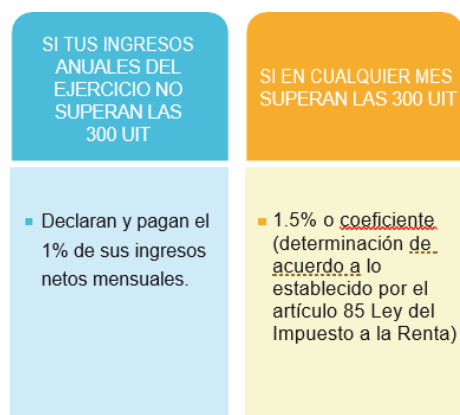 SI TUS INGRESOS
ANUALES DEL
EJERCICIO NO
SUPERAN LAS
300 UIT
Declaran y pagan el
1% de sus ingresos
netos mensuales.
SI EN CUALQUIER MES
SUPERAN LAS 300 UIT
1.5% o coeficiente
(determinación de
acuerdo a lo
establecido por el
artículo 85 Ley del
Impuesto a la Renta)